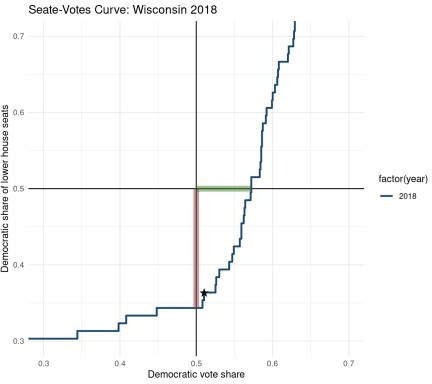 Seate-Votes Curve: Wisconsin 2018
Democratic share of lower house seats
0.7
0.6
0.5
0.4
0.3
0.3 0.4 0.5 0.6 0.7
Democratic vote share
factor(year)
2018